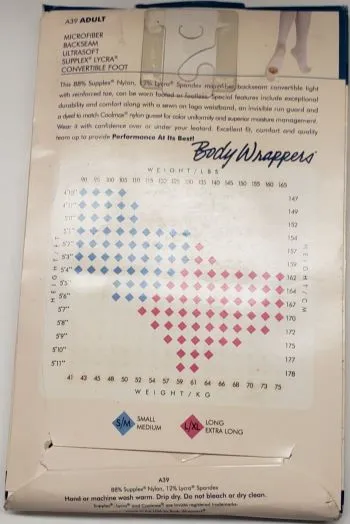 A39 ADULT
MICROFIBER
BACKSEAM
ULTRASOFT
SUPPLEX® LYCRA®
CONVERTIBLE FOOT
This 88% Supplex® Nylon, 12% Lycra® Spandex microfiber backseam convertible tight
with reinforced toe, can be worn footed or footless. Special features include exceptional
durability and comfort along with a sewn on logo waistband, an invisible run guard and
a dyed to match Coolmax® nylon gusset for color uniformity and superior moisture management.
Wear it with confidence over or under your leotard. Excellent fit, comfort and quality
team up to provide Performance At Its Best!
Body Wrappers®
WEIGHT/LBS
90 95 100 105 110 115 120 125 130 135 140 145 150 155 160 165
4'10"
4'11"
5'
5'1"
5'2"
5'3"
5'4"
5'5"
5'6"
5'7"
5'8"
5'9"
5'10"
5'11"
HEIGHT/FT
147
149
152
154
157
159
162
164
167
170
172
175
177
178
HEIGHT/CM
41 43 45 48 50 52 54 57 59 61 64 66 68 70 73 75
WEIGHT/KG
S/M SMALL
MEDIUM
L/XL LONG
EXTRA LONG
A39
88% Supplex® Nylon, 12% Lycra® Spandex
Hand or machine wash warm. Drip dry. Do not bleach or dry clean.
Supplex®, Lycra® and Coolmax® are Invista registered trademarks.